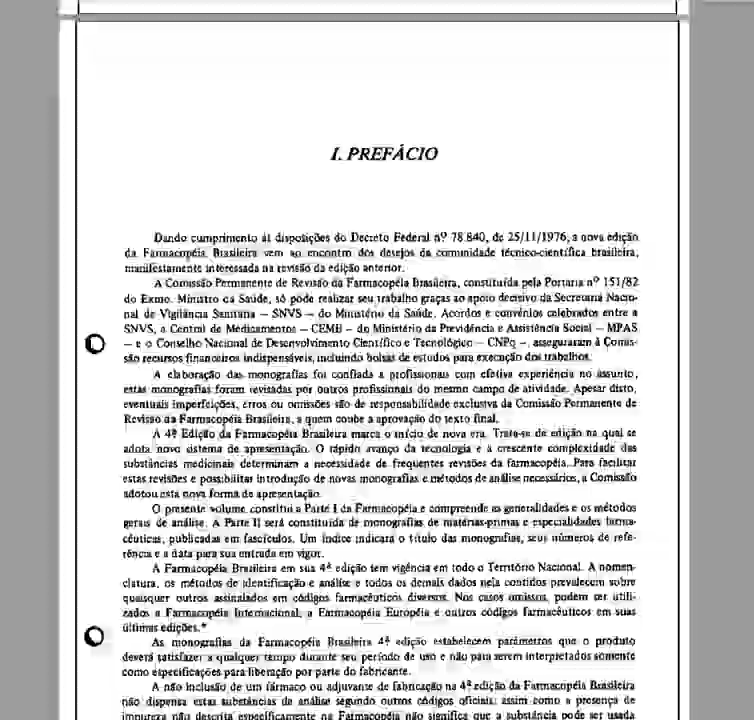 I. PREFÁCIO
Dando cumprimento às disposições do Decreto Federal nº 78.840, de 25/11/1976, a nova edição
da Farmacopéia Brasileira vem ao encontro dos desejos da comunidade técnico-científica brasileira,
manifestamente interessada na revisão da edição anterior.
A Comissão Permanente de Revisão da Farmacopéia Brasileira, constituída pela Portaria nº 151/82
do Exmo. Ministro da Saúde, só pode realizar seu trabalho graças ao apoio decisivo da Secretaria Nacio-
nal de Vigilância Sanitária — SNVS — do Ministério da Saúde. Acordos e convênios celebrados entre a
SNVS, a Central de Medicamentos — CEME — do Ministério da Previdência e Assistência Social — MPAS
— e o Conselho Nacional de Desenvolvimento Científico e Tecnológico — CNPq —, asseguraram à Comis-
são recursos financeiros indispensáveis, incluindo bolsas de estudos para execução dos trabalhos.
A elaboração das monografias foi confiada a profissionais com efetiva experiência no assunto,
estas monografias foram revisadas por outros profissionais do mesmo campo de atividade. Apesar disto,
eventuais imperfeições, erros ou omissões são de responsabilidade exclusiva da Comissão Permanente de
Revisão da Farmacopéia Brasileira, a quem coube a aprovação do texto final.
A 4ª Edição da Farmacopéia Brasileira marca o início de nova era. Trata-se de edição na qual se
adota novo sistema de apresentação. O rápido avanço da tecnologia e a crescente complexidade das
substâncias medicinais determinam a necessidade de frequentes revisões da farmacopéia. Para facilitar
estas revisões e possibilitar introdução de novas monografias e métodos de análise necessários, a Comissão
adotou esta nova forma de apresentação.
O presente volume constitui a Parte I da Farmacopéia e compreende as generalidades e os métodos
gerais de análise. A Parte II será constituída de monografias de matérias-primas e especialidades farma-
cêuticas, publicadas em fascículos. Um índice indicará o título das monografias, seus números de refe-
rência e a data para sua entrada em vigor.
A Farmacopéia Brasileira em sua 4ª edição tem vigência em todo o Território Nacional. A nomen-
clatura, os métodos de identificação e análise e todos os demais dados nela contidos prevalecem sobre
quaisquer outros assinalados em códigos farmacêuticos diversos. Nos casos omissos, podem ser utili-
zados a Farmacopéia Internacional, a Farmacopéia Européia e outros códigos farmacêuticos em suas
últimas edições.*
As monografias da Farmacopéia Brasileira 4ª edição estabelecem parâmetros que o produto
deverá satisfazer a qualquer tempo durante seu período de uso e não para serem interpretados somente
como especificações para liberação por parte do fabricante.
A não inclusão de um fármaco ou adjuvante de fabricação na 4ª edição da Farmacopéia Brasileira
não dispensa estas substâncias de análise segundo outros códigos oficiais; assim como a presença de
impureza não descrita especificamente na Farmacopéia não significa que a substância pode ser usada